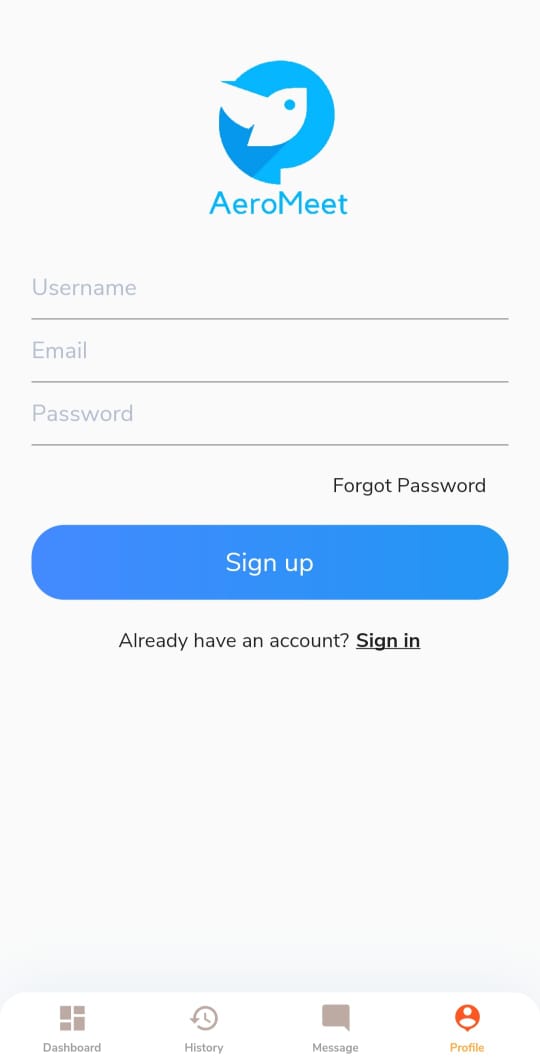 AeroMeet
Username
Email
Password
Forgot Password
Sign up
Already have an account? Sign in
Dashboard History Message Profile